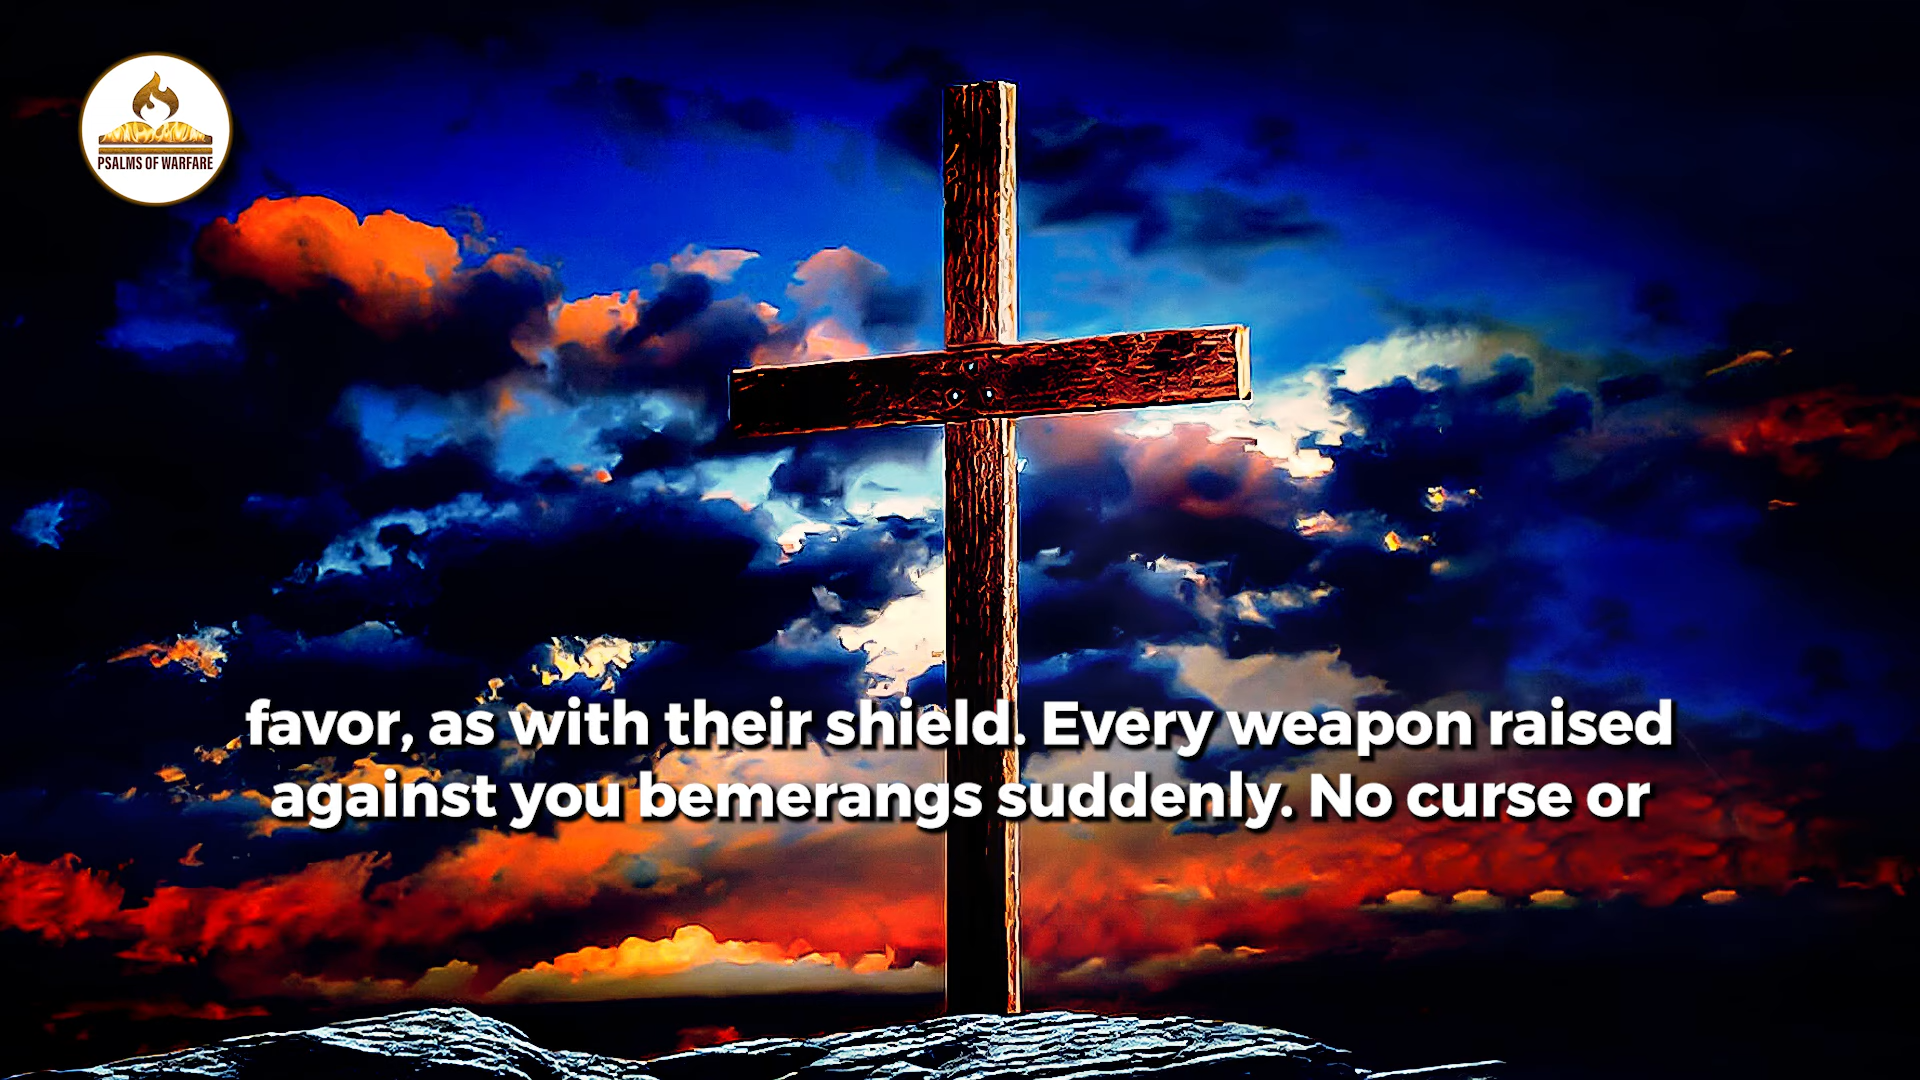 PSALMS OF WARFARE
favor, as with their shield. Every weapon raised
against you bemerangs suddenly. No curse or